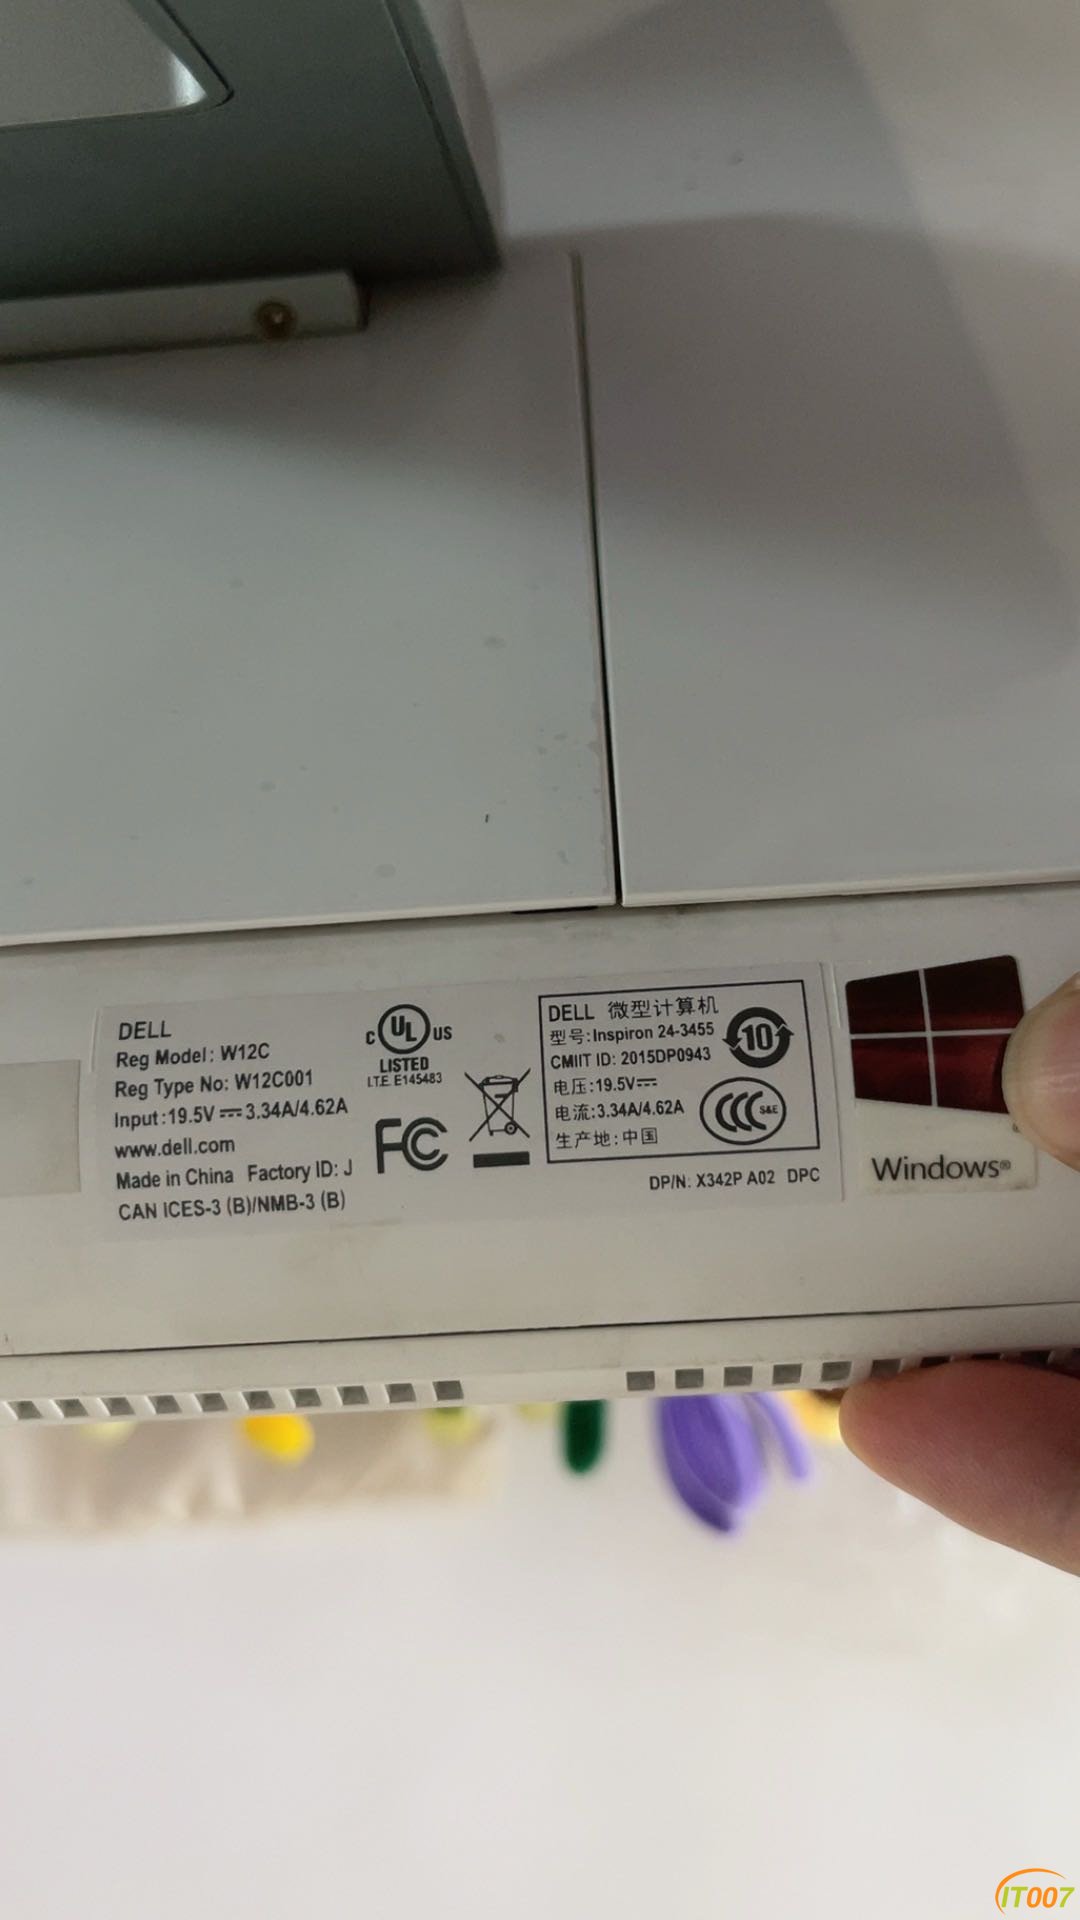 DELL
Reg Model: W12C
Reg Type No: W12C001
Input:19.5V⎓3.34A/4.62A
www.dell.com
Made in China Factory ID: J
CAN ICES-3 (B)/NMB-3 (B)
C UL US
LISTED
I.T.E. E145483
FC
DELL 微型计算机
型号:Inspiron 24-3455
CMIIT ID: 2015DP0943
电压:19.5V⎓
电流:3.34A/4.62A
生产地:中国
10
CCC S&E
DP/N: X342P A02 DPC
Windows®
IT007